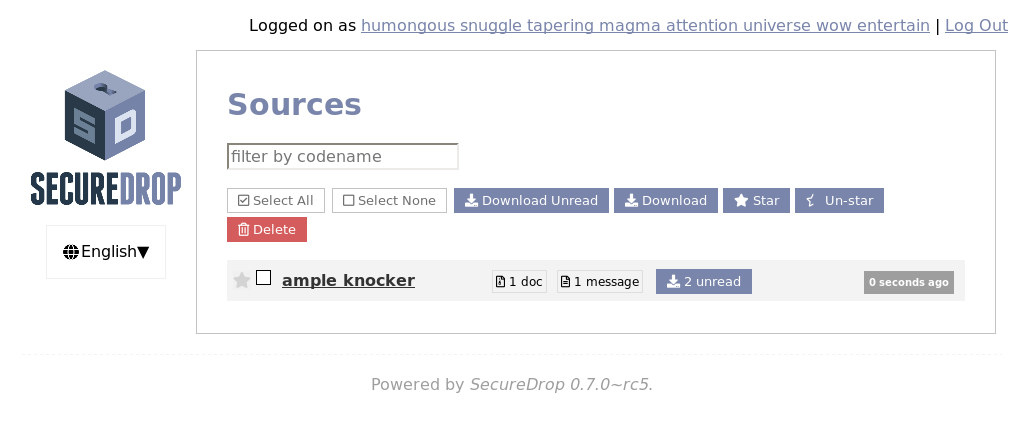 Logged on as humongous snuggle tapering magma attention universe wow entertain | Log Out
SD
SECUREDROP
English▼
Sources
filter by codename
Select All Select None Download Unread Download Star Un-star
Delete
ample knocker 1 doc 1 message 2 unread 0 seconds ago
Powered by SecureDrop 0.7.0~rc5.